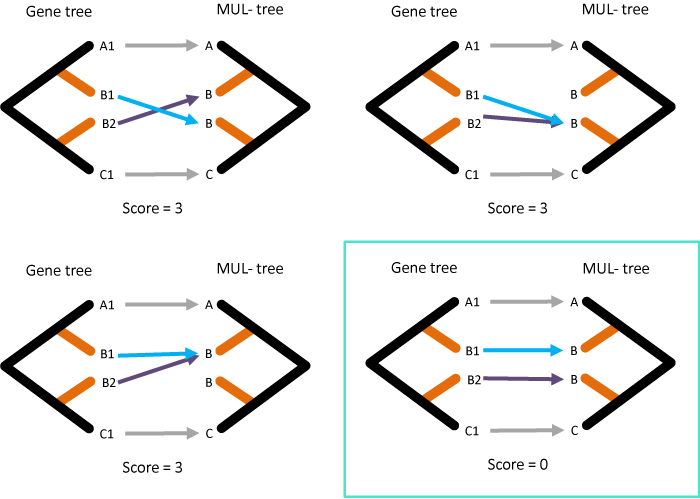 Gene tree MUL- tree
A1 A
B1 B
B2 B
C1 C
Score = 3
Gene tree MUL- tree
A1 A
B1 B
B2 B
C1 C
Score = 3
Gene tree MUL- tree
A1 A
B1 B
B2 B
C1 C
Score = 3
Gene tree MUL- tree
A1 A
B1 B
B2 B
C1 C
Score = 0